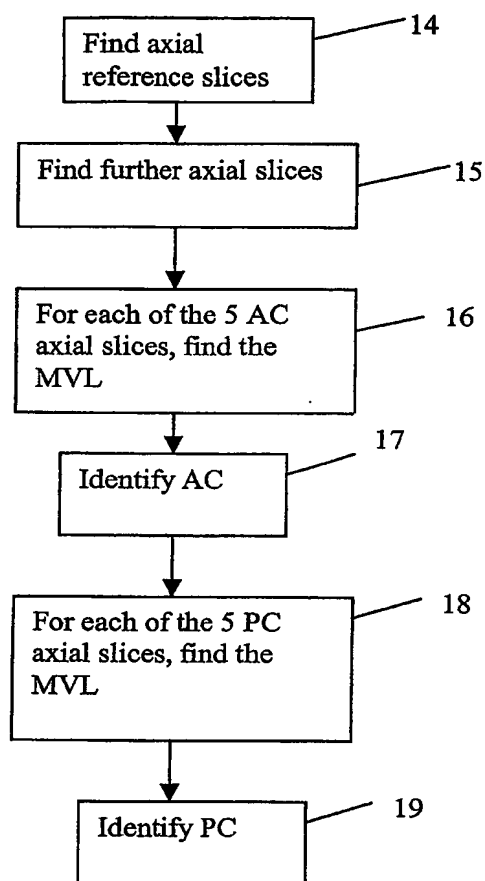 Find axial
reference slices
14
Find further axial slices
15
For each of the 5 AC
axial slices, find the
MVL
16
Identify AC
17
For each of the 5 PC
axial slices, find the
MVL
18
Identify PC
19